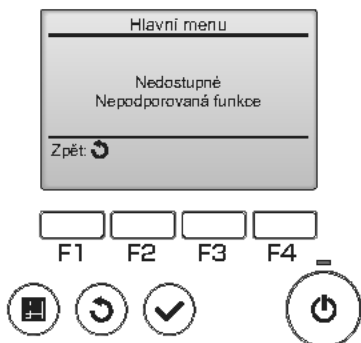 Hlavní menu
Nedostupné
Nepodporovaná funkce
Zpět:
F1 F2 F3 F4